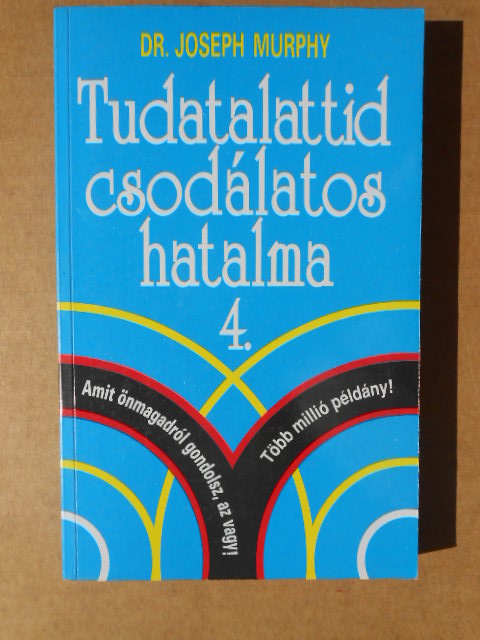 DR. JOSEPH MURPHY
Tudatalattid
csodálatos
hatalma
4.
Amit önmagadról gondolsz, az vagy!
Több millió példány!